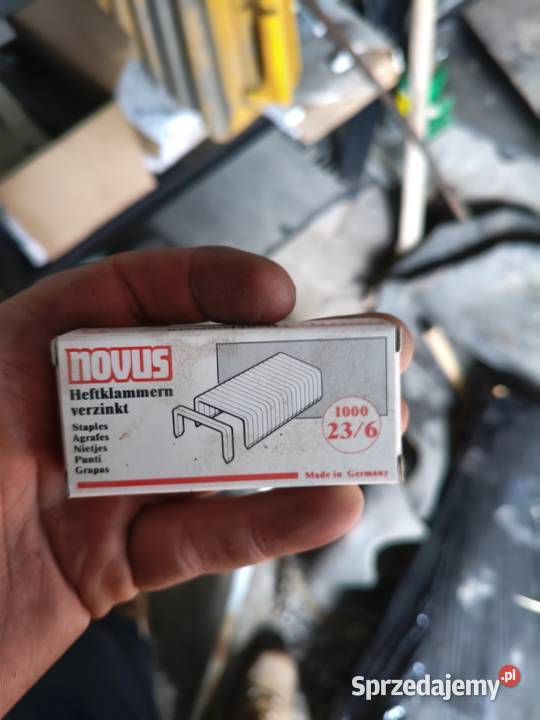 novus
Heftklammern
verzinkt
Staples
Agrafes
Nietjes
Punti
Grapas
1000
23/6
Made in Germany
Sprzedajemy.pl